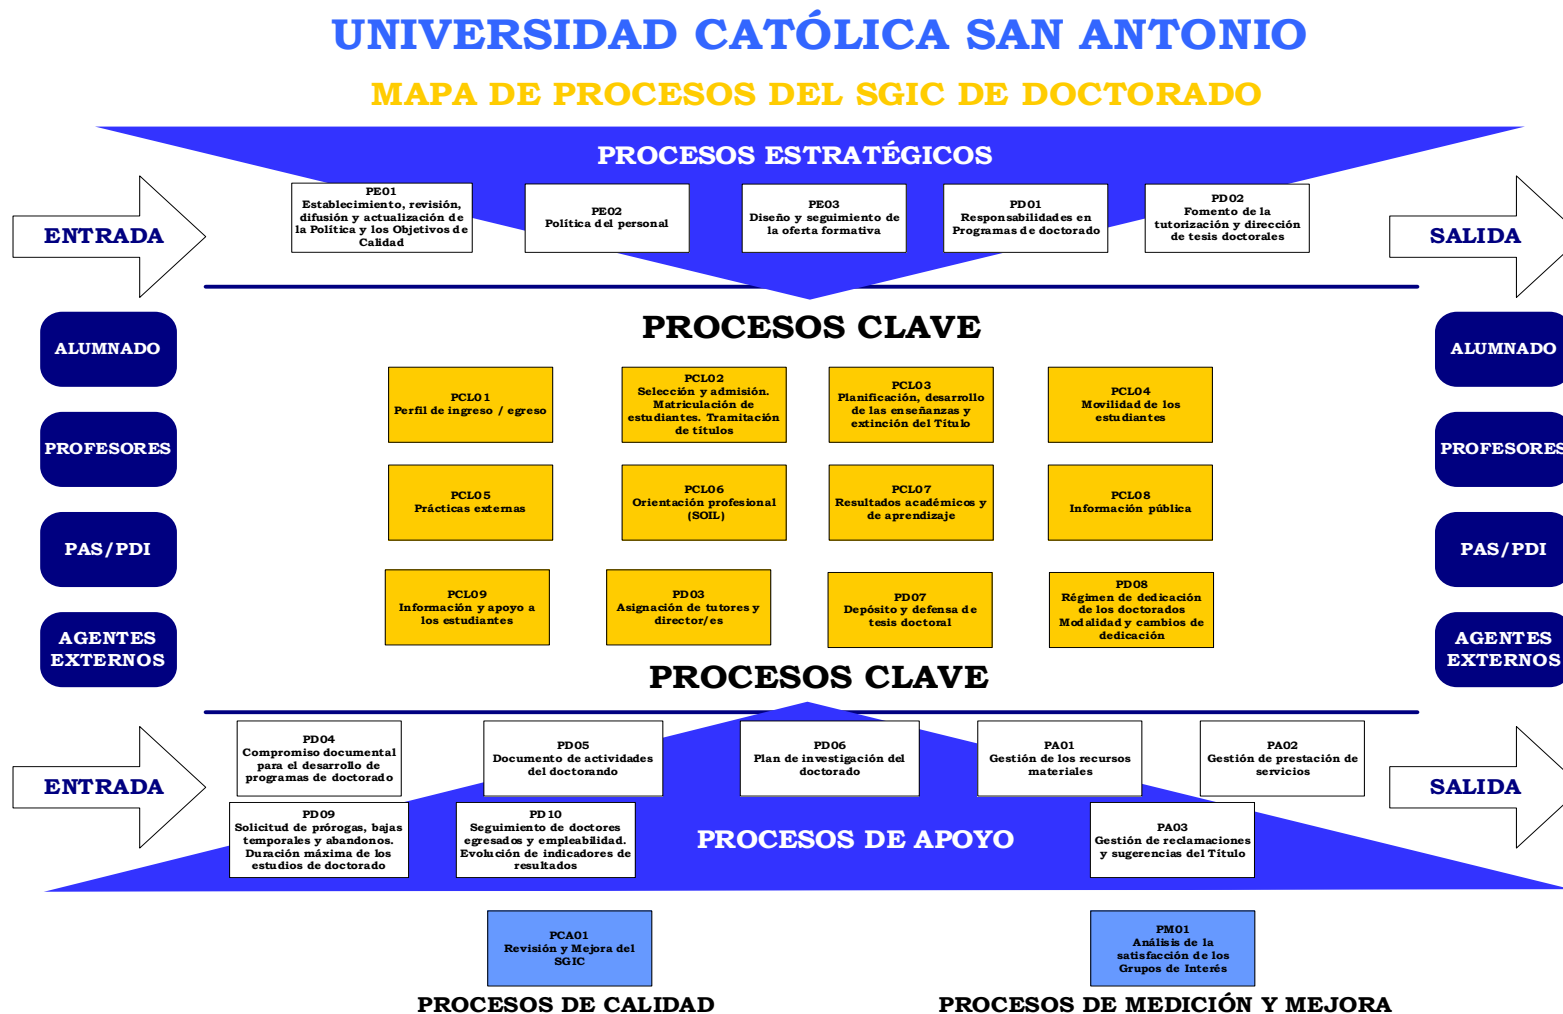 UNIVERSIDAD CATÓLICA SAN ANTONIO
MAPA DE PROCESOS DEL SGIC DE DOCTORADO
PROCESOS ESTRATÉGICOS
ENTRADA
PE01
Establecimiento, revisión,
difusión y actualización de
la Política y los Objetivos de
Calidad
PE02
Política del personal
PE03
Diseño y seguimiento de
la oferta formativa
PD01
Responsabilidades en
Programas de doctorado
PD02
Fomento de la
tutorización y dirección
de tesis doctorales
SALIDA
PROCESOS CLAVE
ALUMNADO
PROFESORES
PAS/PDI
AGENTES
EXTERNOS
PCL01
Perfil de ingreso / egreso
PCL02
Selección y admisión.
Matriculación de
estudiantes. Tramitación
de títulos
PCL03
Planificación, desarrollo
de las enseñanzas y
extinción del Título
PCL04
Movilidad de los
estudiantes
PCL05
Prácticas externas
PCL06
Orientación profesional
(SOIL)
PCL07
Resultados académicos y
de aprendizaje
PCL08
Información pública
PCL09
Información y apoyo a
los estudiantes
PD03
Asignación de tutores y
director/es
PD07
Depósito y defensa de
tesis doctoral
PD08
Régimen de dedicación
de los doctorados
Modalidad y cambios de
dedicación
ALUMNADO
PROFESORES
PAS/PDI
AGENTES
EXTERNOS
PROCESOS CLAVE
ENTRADA
PD04
Compromiso documental
para el desarrollo de
programas de doctorado
PD05
Documento de actividades
del doctorando
PD06
Plan de investigación del
doctorado
PA01
Gestión de los recursos
materiales
PA02
Gestión de prestación de
servicios
SALIDA
PD09
Solicitud de prórogas, bajas
temporales y abandonos.
Duración máxima de los
estudios de doctorado
PD10
Seguimiento de doctores
egresados y empleabilidad.
Evolución de indicadores de
resultados
PROCESOS DE APOYO
PA03
Gestión de reclamaciones
y sugerencias del Título
PCA01
Revisión y Mejora del
SGIC
PM01
Análisis de la
satisfacción de los
Grupos de Interés
PROCESOS DE CALIDAD
PROCESOS DE MEDICIÓN Y MEJORA